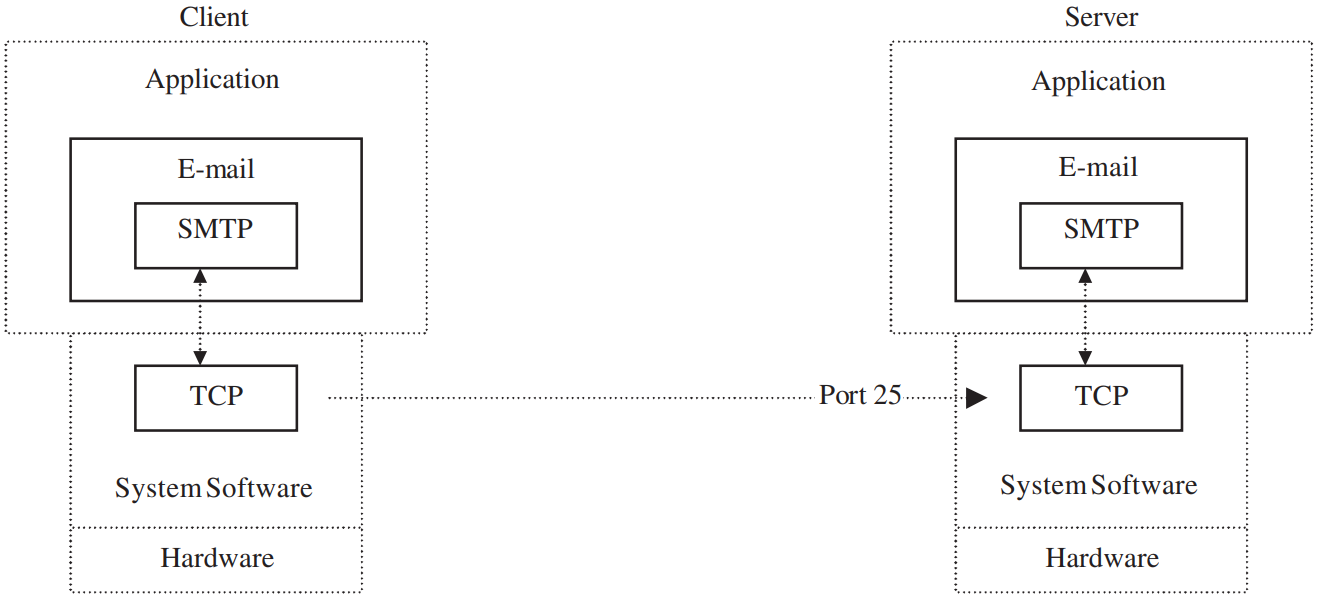 Client
Application
E-mail
SMTP
TCP
System Software
Hardware
Port 25
Server
Application
E-mail
SMTP
TCP
System Software
Hardware